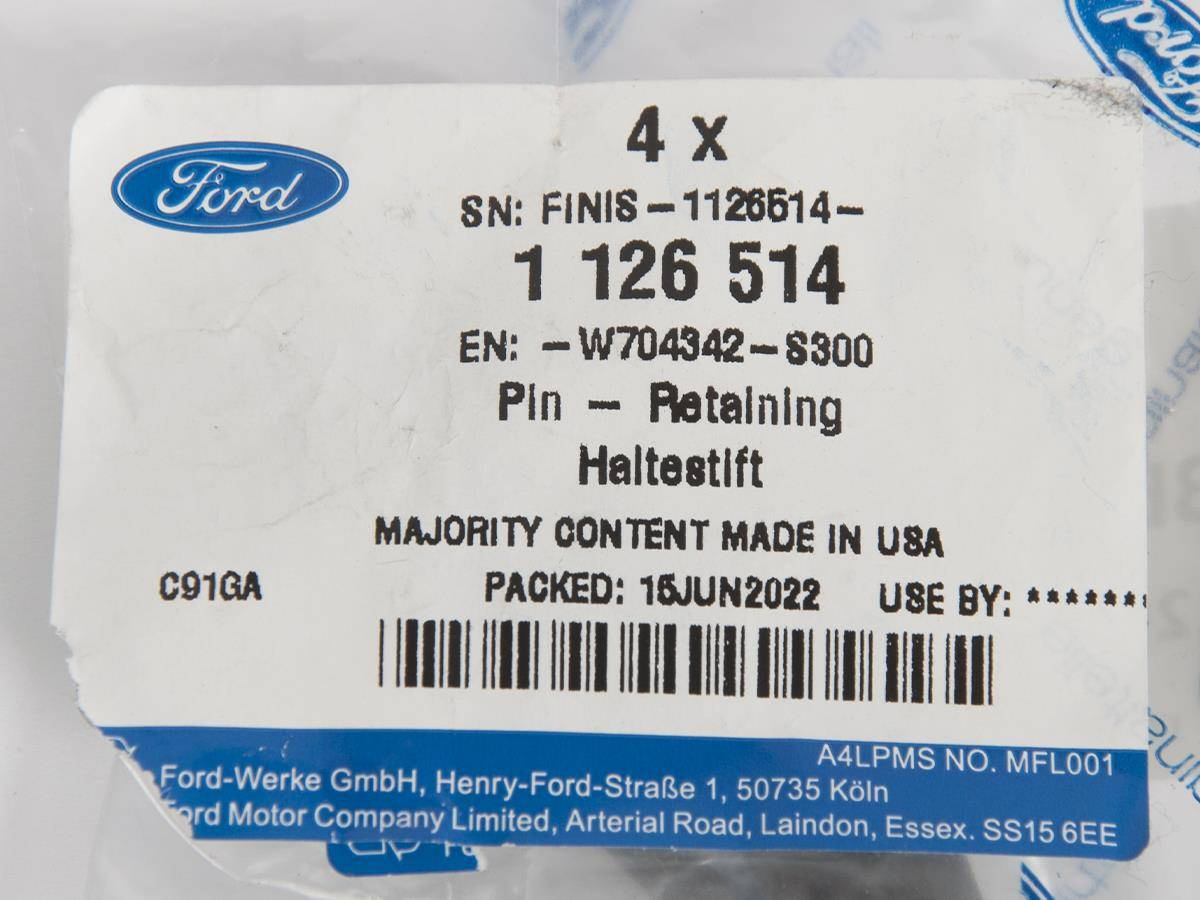 Ford
Ford
4 x
SN: FINIS-1126514-
1 126 514
EN: -W704342-S300
Pin - Retaining
Haltestift
MAJORITY CONTENT MADE IN USA
C91GA PACKED: 15JUN2022 USE BY: *******
A4LPMS NO. MFL001
Ford-Werke GmbH, Henry-Ford-Straße 1, 50735 Köln
Ford Motor Company Limited, Arterial Road, Laindon, Essex. SS15 6EE